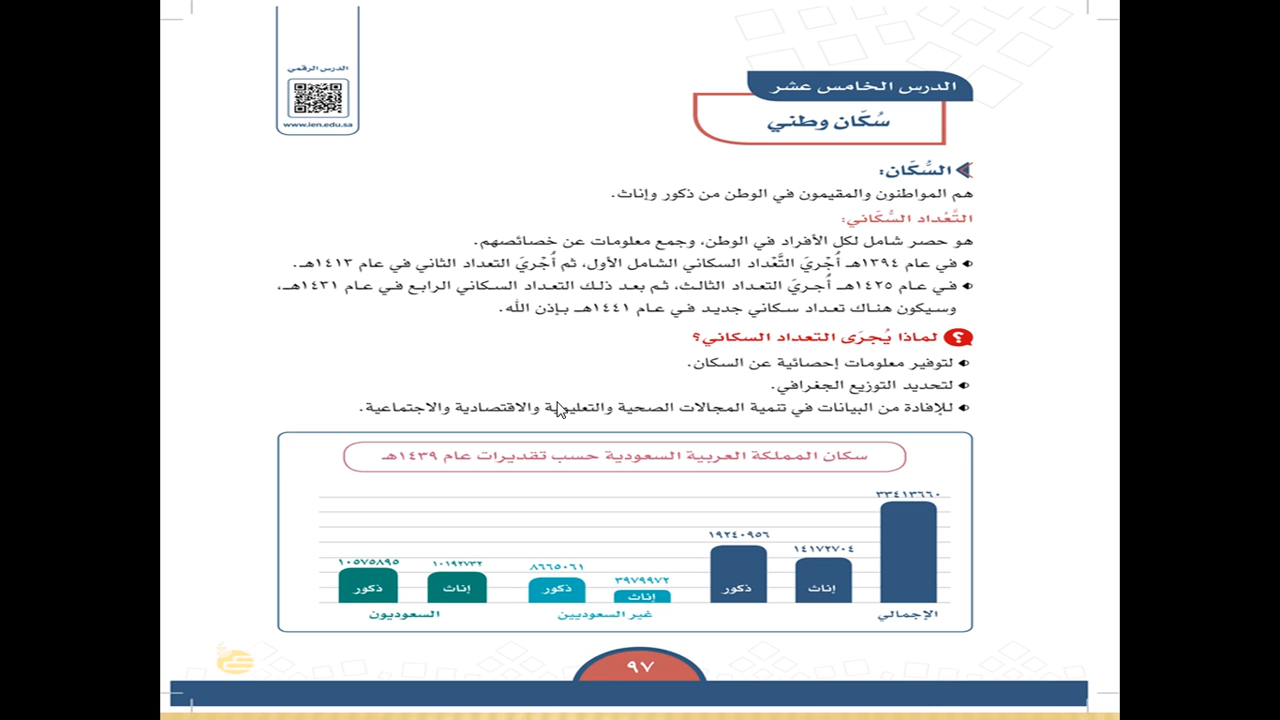 الدرس الرقمي
www.ien.edu.sa
الدرس الخامس عشر
سُكَّان وطني
السُّكَّان:
هم المواطنون والمقيمون في الوطن من ذكور وإناث.
التَّعْداد السُّكَّاني:
هو حصر شامل لكل الأفراد في الوطن، وجمع معلومات عن خصائصهم.
في عام ١٣٩٤هـ أُجْرِيَ التَّعْداد السكاني الشامل الأول، ثم أُجْرِيَ التعداد الثاني في عام ١٤١٣هـ.
في عام ١٤٢٥هـ أُجريَ التعداد الثالث، ثم بعد ذلك التعداد السكاني الرابع في عام ١٤٣١هـ،
وسيكون هناك تعداد سكاني جديد في عام ١٤٤١هـ بإذن الله.
؟ لماذا يُجرَى التعداد السكاني؟
لتوفير معلومات إحصائية عن السكان.
لتحديد التوزيع الجغرافي.
للإفادة من البيانات في تنمية المجالات الصحية والتعليمية والاقتصادية والاجتماعية.
سكان المملكة العربية السعودية حسب تقديرات عام ١٤٣٩هـ
٣٣٤١٣٦٦٠
١٤١٧٢٧٠٤
١٩٢٤٠٩٥٦
٣٩٧٩٩٧٢
٨٦٦٥٠٦١
١٠١٩٢٧٣٢
١٠٥٧٥٨٩٥
إناث
ذكور
إناث
ذكور
إناث
ذكور
الإجمالي
غير السعوديين
السعوديون
٩٧